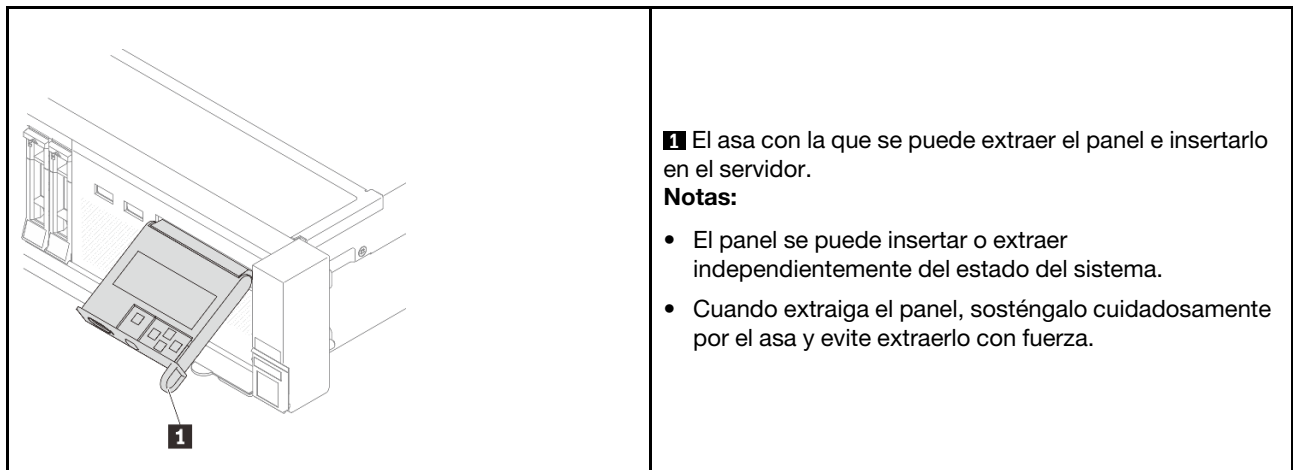 1 El asa con la que se puede extraer el panel e insertarlo
en el servidor.
Notas:
• El panel se puede insertar o extraer
independientemente del estado del sistema.
• Cuando extraiga el panel, sosténgalo cuidadosamente
por el asa y evite extraerlo con fuerza.
1